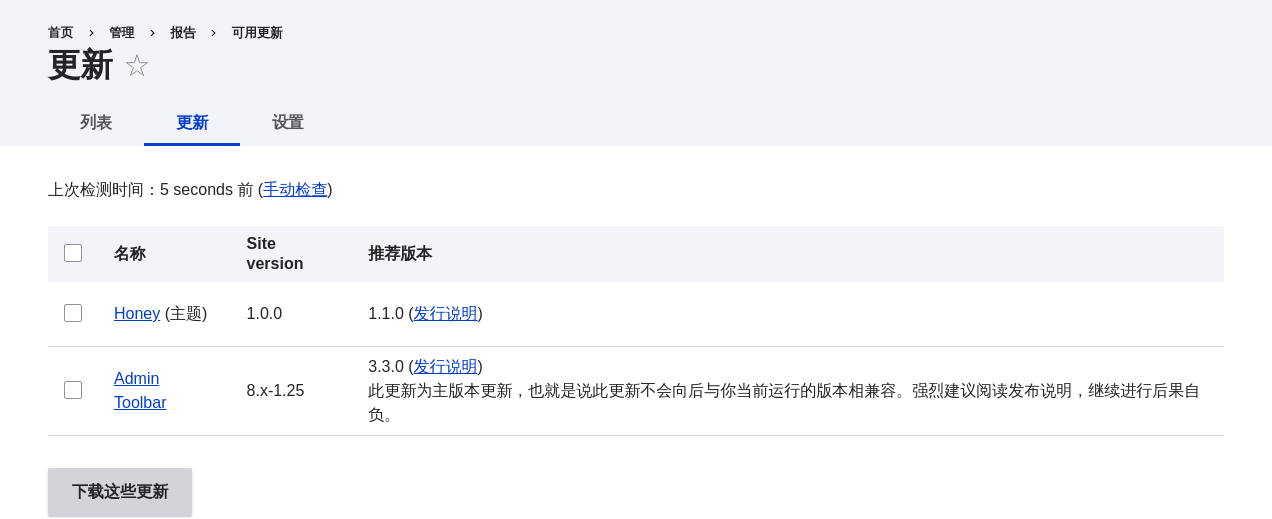 首页 › 管理 › 报告 › 可用更新
更新 ☆
列表 更新 设置
上次检测时间：5 seconds 前 (手动检查)
名称 Site version 推荐版本
Honey (主题) 1.0.0 1.1.0 (发行说明)
Admin Toolbar 8.x-1.25 3.3.0 (发行说明)
此更新为主版本更新，也就是说此更新不会向后与你当前运行的版本相兼容。强烈建议阅读发布说明，继续进行后果自
负。
下载这些更新